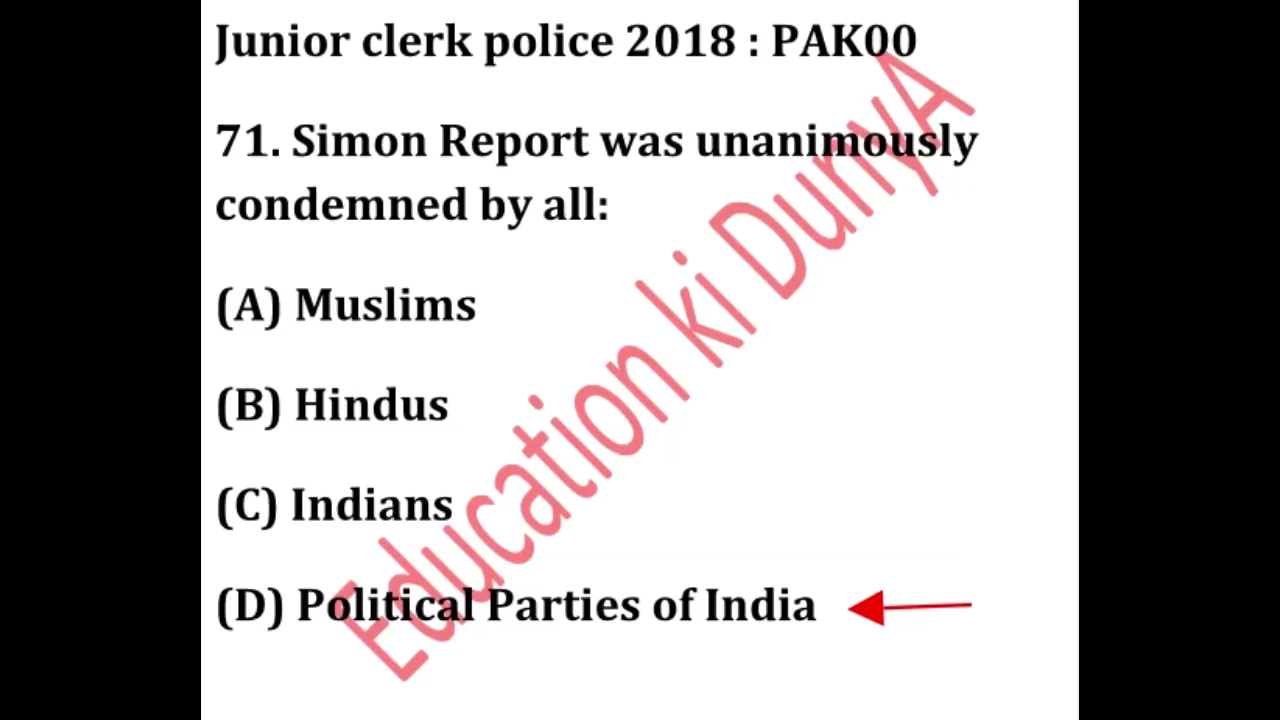 Junior clerk police 2018 : PAK00
71. Simon Report was unanimously
condemned by all:
(A) Muslims
(B) Hindus
(C) Indians
(D) Political Parties of India
Education ki DunyA